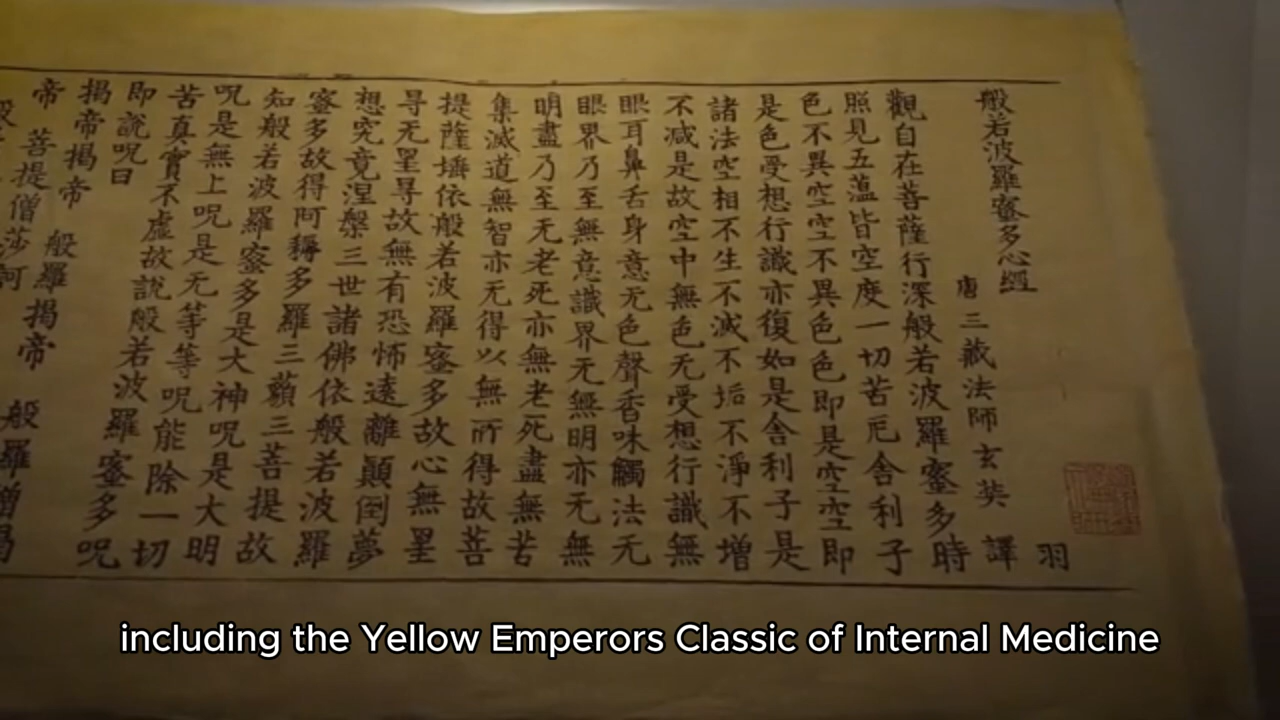 般若波羅蜜多心經
唐三藏法師玄奘 譯
羽
觀自在菩薩行深般若波羅蜜多時
照見五蕰皆空度一切苦厄舍利子
色不異空空不異色色即是空空即
是色受想行識亦復如是舍利子是
諸法空相不生不滅不垢不淨不增
不减是故空中無色无受想行識無
眼耳鼻舌身意无色聲香味觸法无
眼界乃至無意識界无無明亦无無
明盡乃至无老死亦無老死盡無苦
集滅道無智亦无得以無所得故菩
提薩埵依般若波羅蜜多故心無罣
㝵无罣㝵故無有恐怖遠離顛倒夢
想究竟涅槃三世諸佛依般若波羅
蜜多故得阿耨多羅三藐三菩提故
知般若波羅蜜多是大神呪是大明
呪是無上呪是无等等呪能除一切
苦真實不虛故說般若波羅蜜多呪
即說呪曰
揭帝揭帝 般羅揭帝 般羅僧揭
帝 菩提僧莎訶
including the Yellow Emperors Classic of Internal Medicine